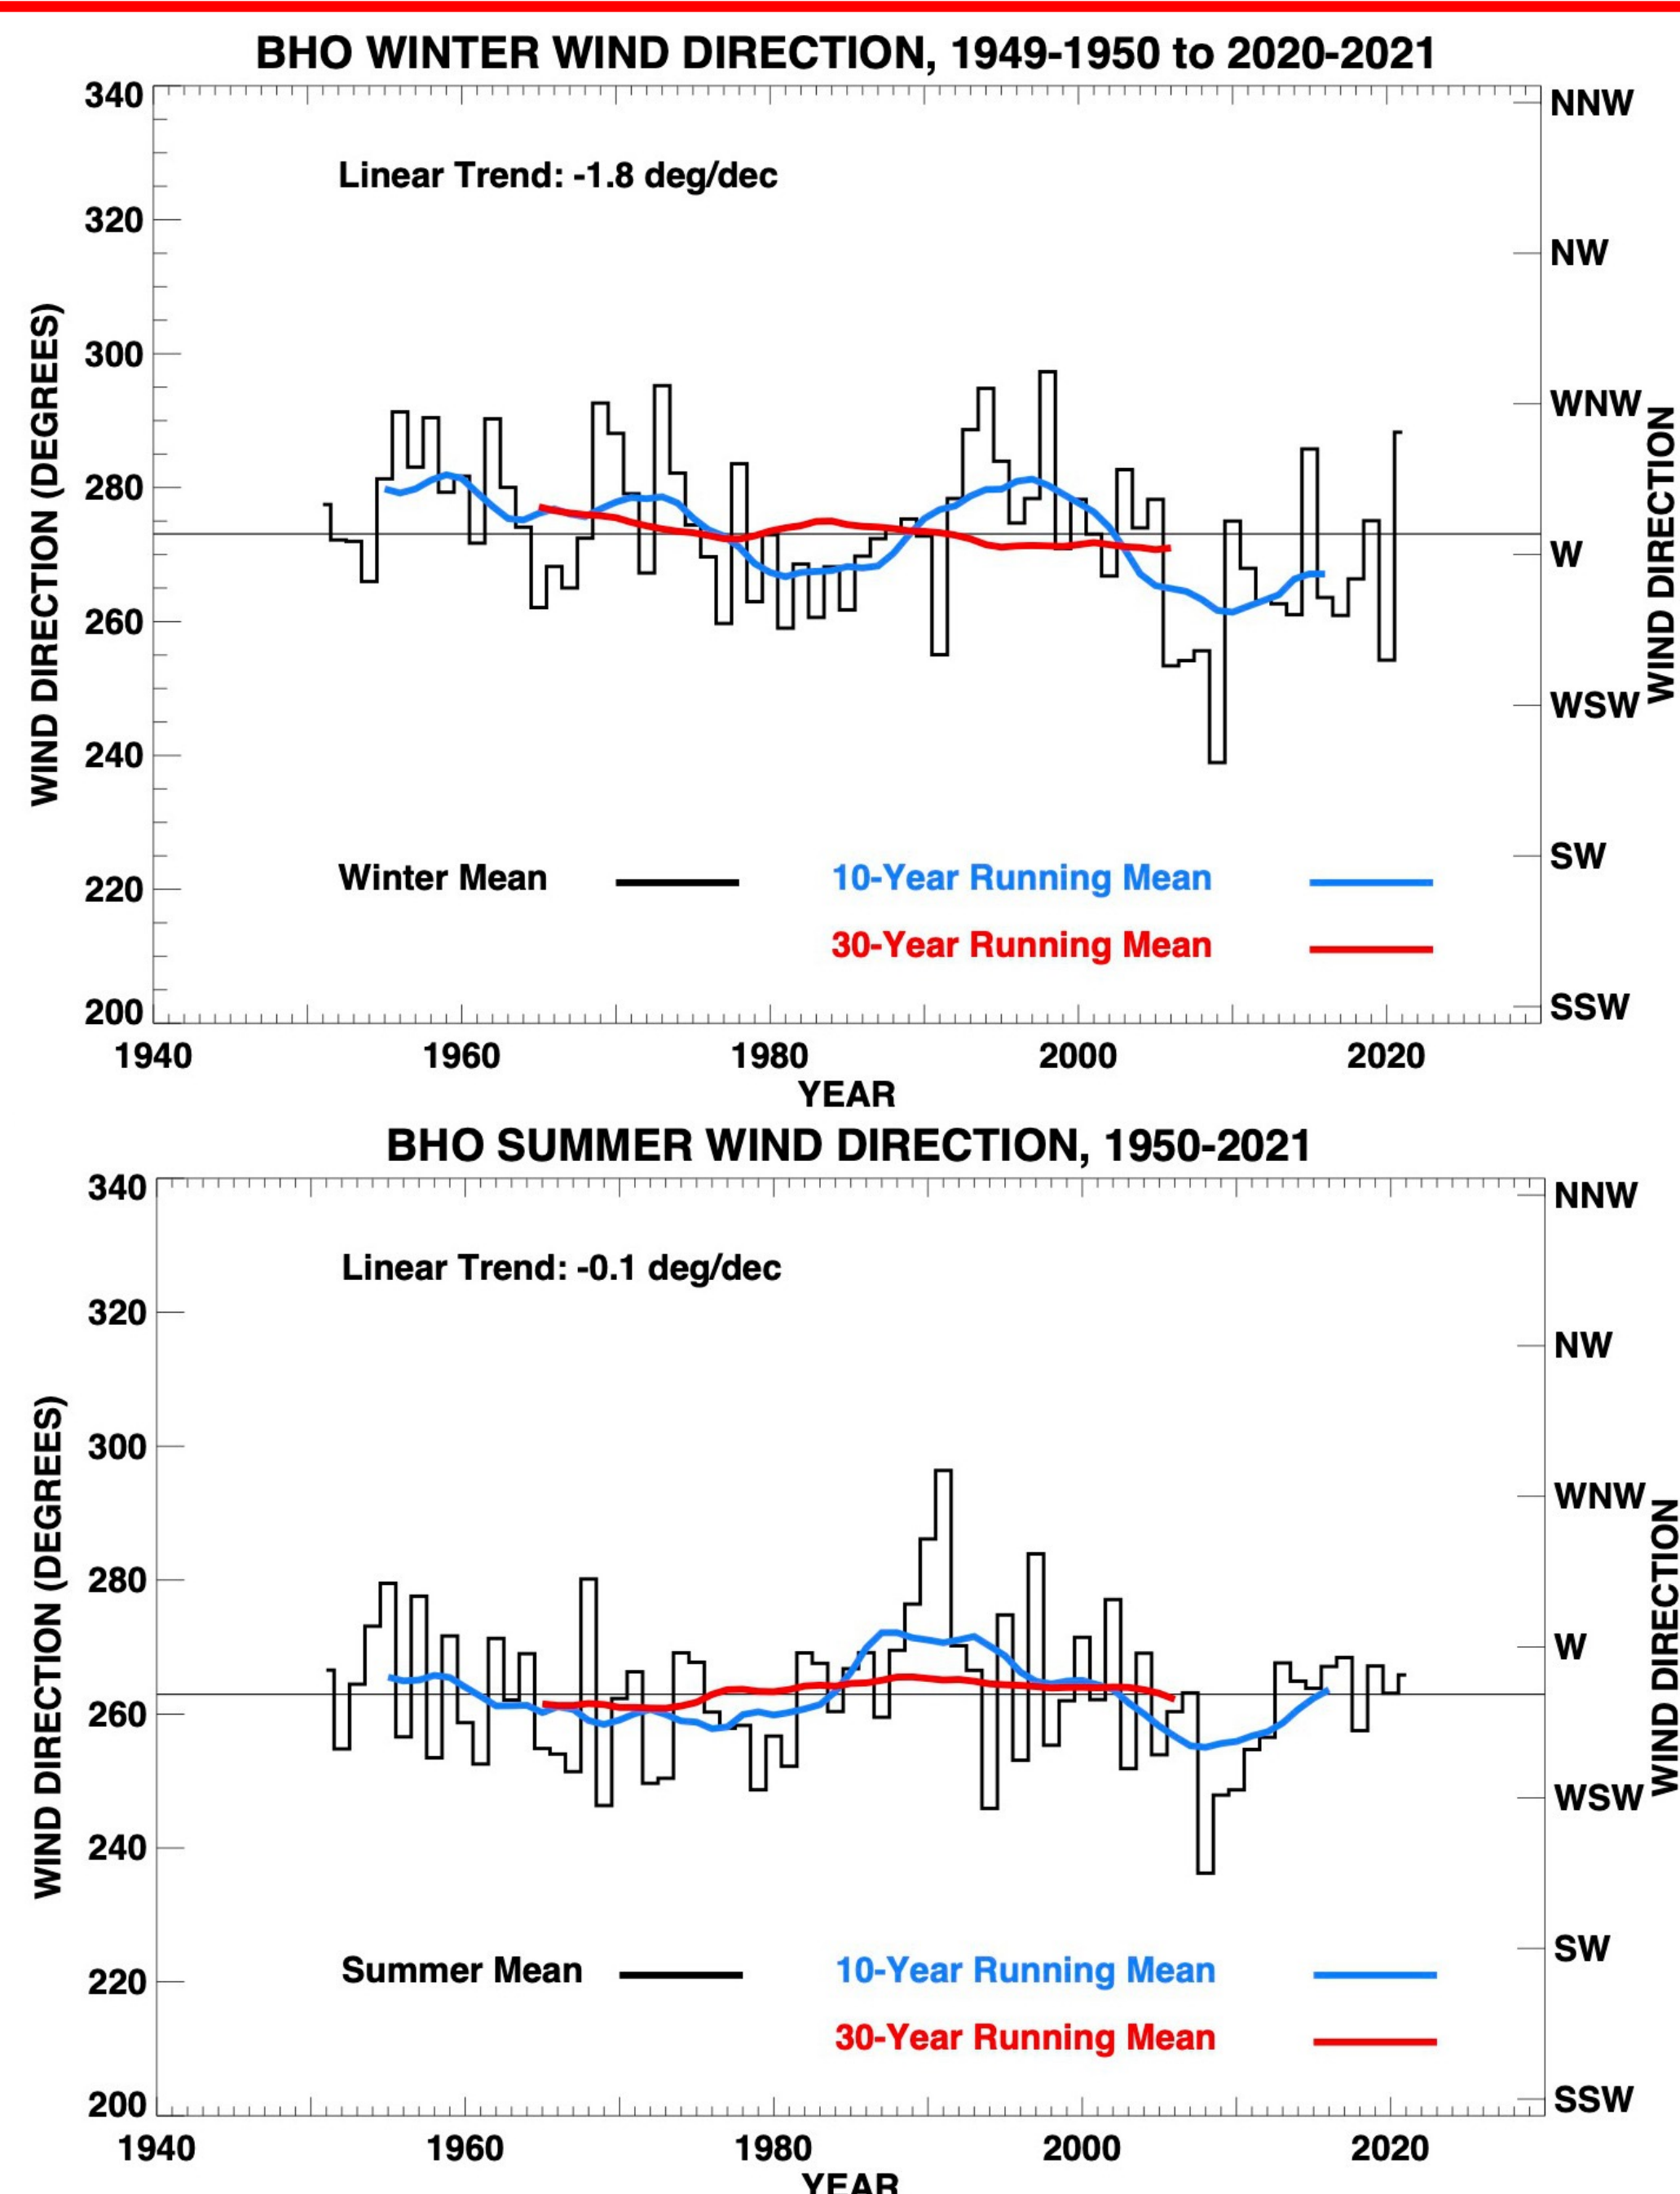 BHO WINTER WIND DIRECTION, 1949-1950 to 2020-2021
340
320
300
280
260
240
220
200
WIND DIRECTION (DEGREES)
Linear Trend: -1.8 deg/dec
NNW
NW
WNW
W
WSW
SW
SSW
WIND DIRECTION
Winter Mean
10-Year Running Mean
30-Year Running Mean
1940 1960 1980 2000 2020
YEAR
BHO SUMMER WIND DIRECTION, 1950-2021
340
320
300
280
260
240
220
200
WIND DIRECTION (DEGREES)
Linear Trend: -0.1 deg/dec
NNW
NW
WNW
W
WSW
SW
SSW
WIND DIRECTION
Summer Mean
10-Year Running Mean
30-Year Running Mean
1940 1960 1980 2000 2020
YEAR